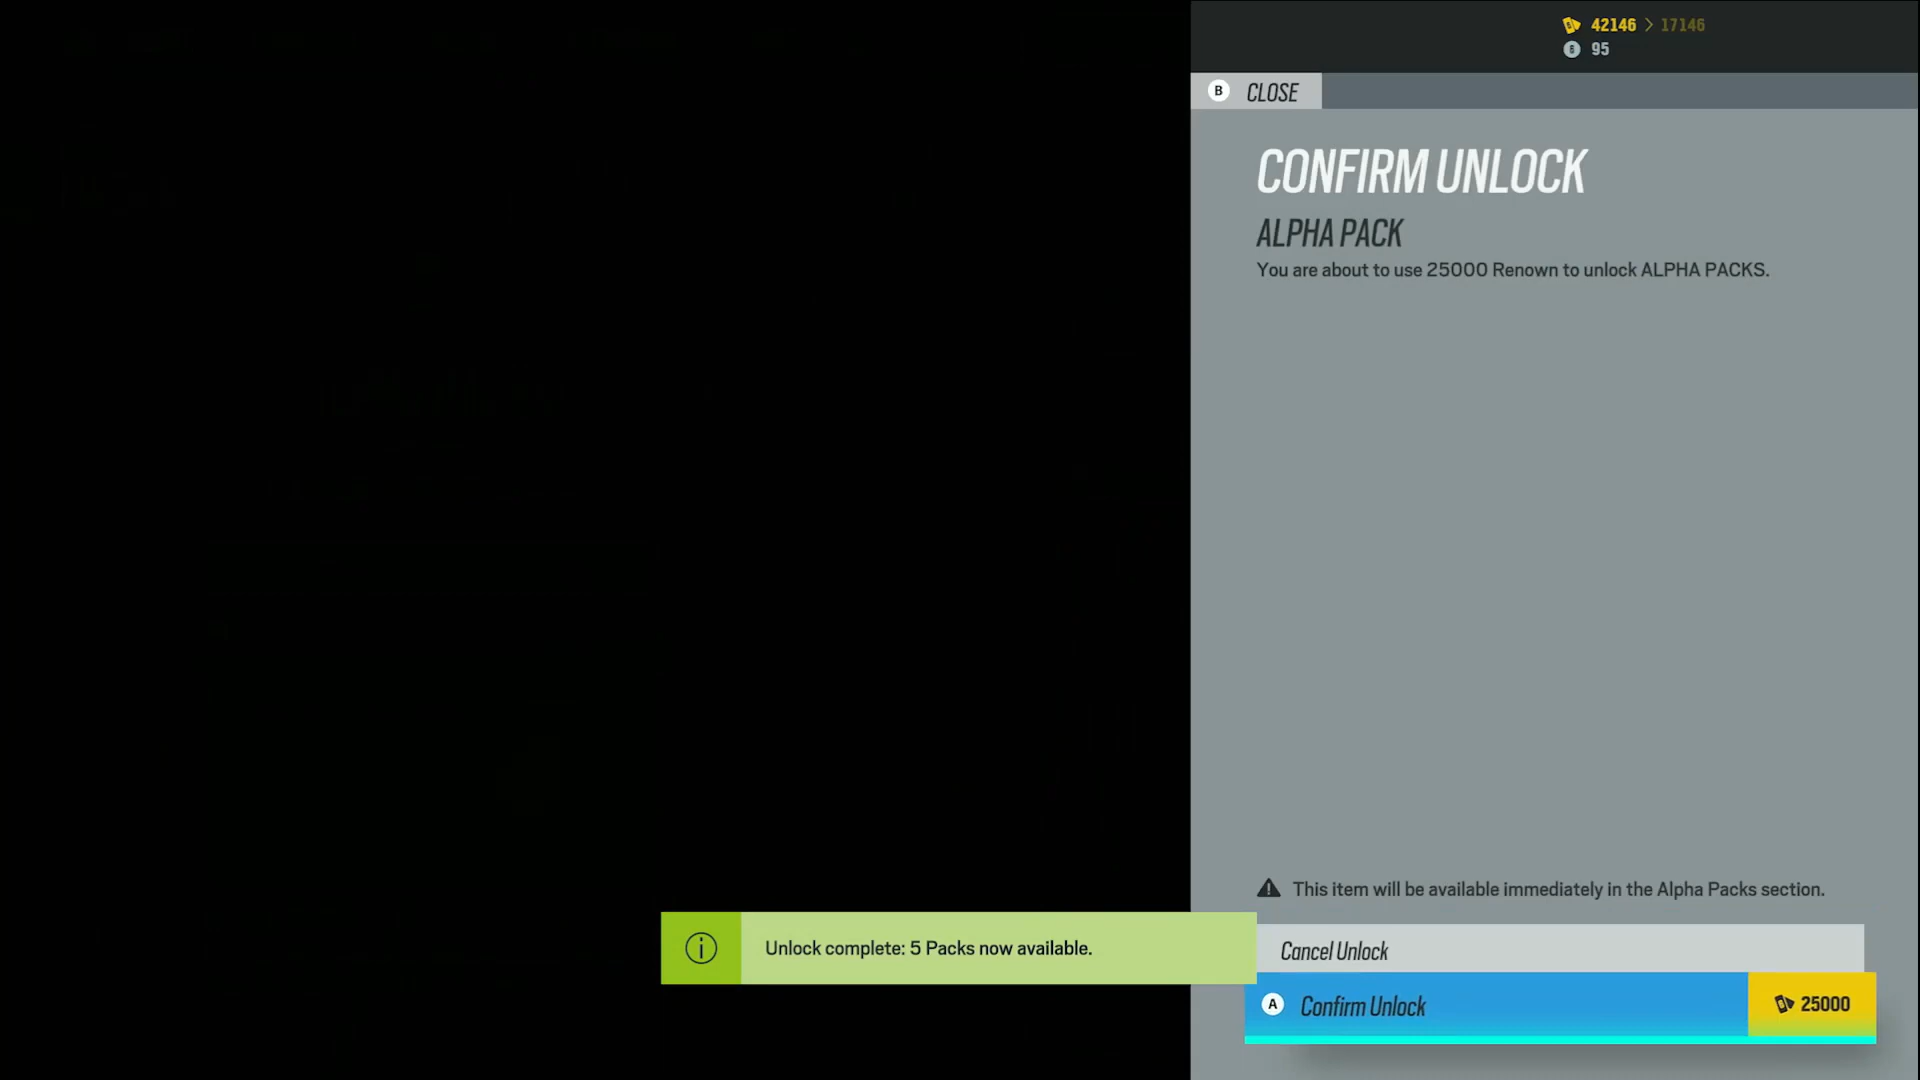 42146 > 17146
95
B CLOSE
CONFIRM UNLOCK
ALPHA PACK
You are about to use 25000 Renown to unlock ALPHA PACKS.
This item will be available immediately in the Alpha Packs section.
Unlock complete: 5 Packs now available.
Cancel Unlock
A Confirm Unlock 25000